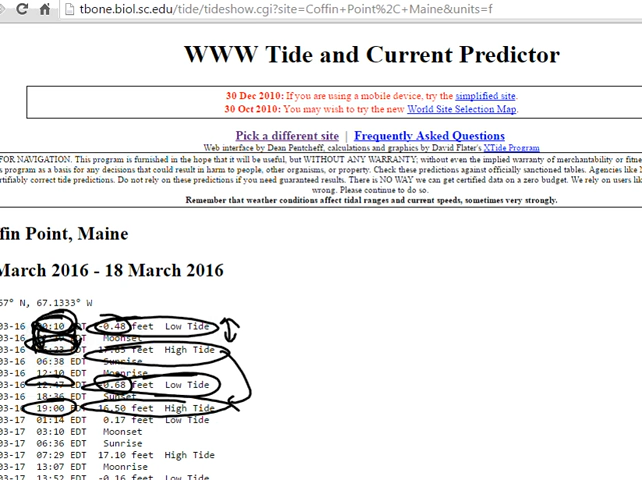 tbone.biol.sc.edu/tide/tideshow.cgi?site=Coffin+Point%2C+Maine&units=f
WWW Tide and Current Predictor
30 Dec 2010: If you are using a mobile device, try the simplified site.
30 Oct 2010: You may wish to try the new World Site Selection Map.
Pick a different site | Frequently Asked Questions
Web interface by Dean Pentcheff, calculations and graphics by David Flater's XTide Program
FOR NAVIGATION. This program is furnished in the hope that it will be useful, but WITHOUT ANY WARRANTY; without even the implied warranty of merchantability or fitne
s program as a basis for any decisions that could result in harm to people, other organisms, or property. Check these predictions against officially sanctioned tables. Agencies like N
rtifiably correct tide predictions. Do not rely on these predictions if you need guaranteed results. There is NO WAY we can get certified data on a zero budget. We rely on users lik
wrong. Please continue to do so.
Remember that weather conditions affect tidal ranges and current speeds, sometimes very strongly.
fin Point, Maine
March 2016 - 18 March 2016
67° N, 67.1333° W
03-16 :10 EDT -0.48 feet Low Tide
03-16 EDT Moonset
03-16 :23 EDT 17.05 feet High Tide
03-16 06:38 EDT Sunrise
03-16 12:10 EDT Moonrise
03-16 12:47 EDT -0.68 feet Low Tide
03-16 18:36 EDT Sunset
03-16 19:00 EDT 16.50 feet High Tide
03-17 01:14 EDT 0.17 feet Low Tide
03-17 03:10 EDT Moonset
03-17 06:36 EDT Sunrise
03-17 07:29 EDT 17.10 feet High Tide
03-17 13:07 EDT Moonrise
03-17 13:52 EDT -0.16 feet Low Tide